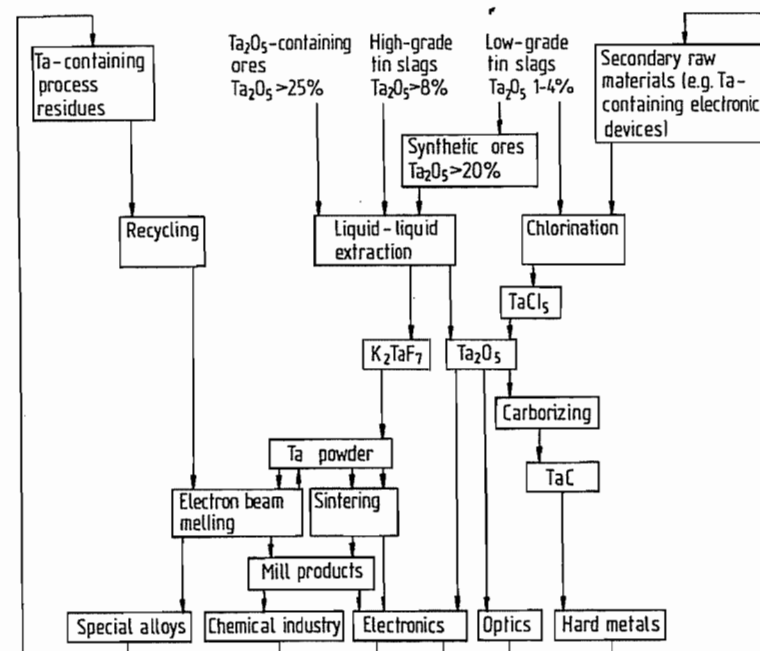 Ta-containing
process
residues
Ta₂O₅-containing
ores
Ta₂O₅>25%
High-grade
tin slags
Ta₂O₅>8%
Low-grade
tin slags
Ta₂O₅ 1-4%
Secondary raw
materials (e.g. Ta-
containing electronic
devices)
Synthetic ores
Ta₂O₅>20%
Recycling
Liquid-liquid
extraction
Chlorination
TaCl₅
K₂TaF₇
Ta₂O₅
Carborizing
Ta powder
TaC
Electron beam
melling
Sintering
Mill products
Special alloys
Chemical industry
Electronics
Optics
Hard metals